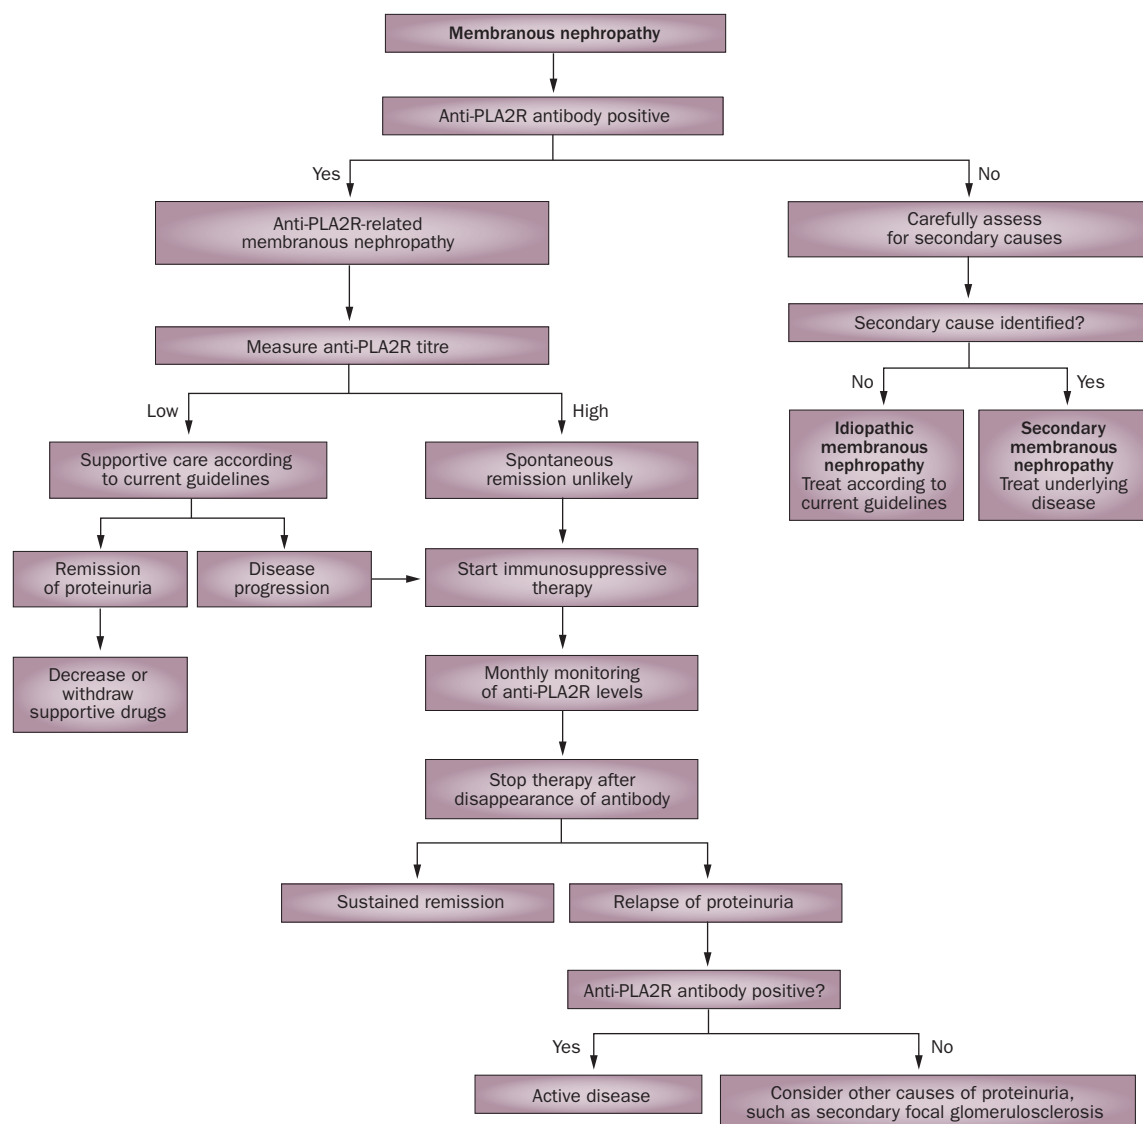 Membranous nephropathy
Anti-PLA2R antibody positive
Yes
No
Anti-PLA2R-related
membranous nephropathy
Carefully assess
for secondary causes
Measure anti-PLA2R titre
Secondary cause identified?
Low
High
No
Yes
Supportive care according
to current guidelines
Spontaneous
remission unlikely
Idiopathic
membranous
nephropathy
Treat according to
current guidelines
Secondary
membranous
nephropathy
Treat underlying
disease
Remission
of proteinuria
Disease
progression
Start immunosuppressive
therapy
Decrease or
withdraw
supportive drugs
Monthly monitoring
of anti-PLA2R levels
Stop therapy after
disappearance of antibody
Sustained remission
Relapse of proteinuria
Anti-PLA2R antibody positive?
Yes
No
Active disease
Consider other causes of proteinuria,
such as secondary focal glomerulosclerosis